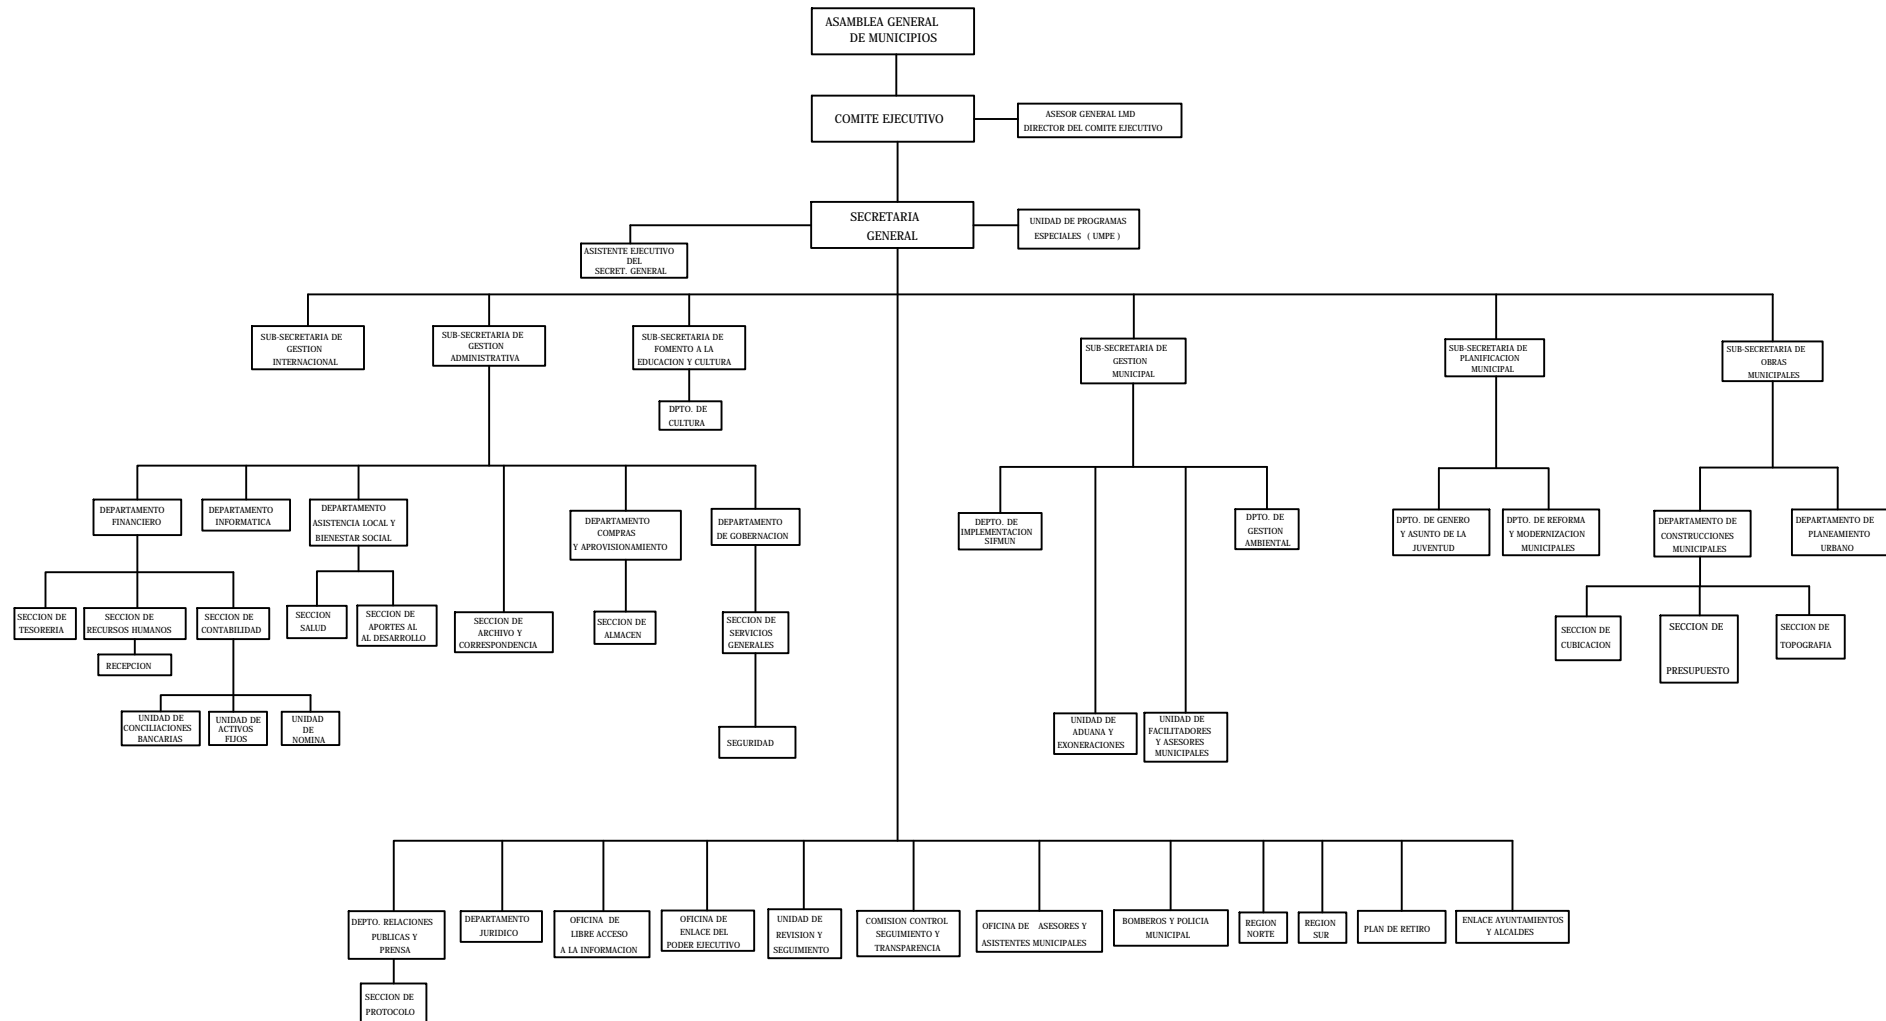 ASAMBLEA GENERAL
DE MUNICIPIOS
COMITE EJECUTIVO
ASESOR GENERAL LMD
DIRECTOR DEL COMITE EJECUTIVO
SECRETARIA
GENERAL
UNIDAD DE PROGRAMAS
ESPECIALES ( UMPE )
ASISTENTE EJECUTIVO
DEL
SECRET. GENERAL
SUB-SECRETARIA DE
GESTION
INTERNACIONAL
SUB-SECRETARIA DE
GESTION
ADMINISTRATIVA
SUB-SECRETARIA DE
FOMENTO A LA
EDUCACION Y CULTURA
SUB-SECRETARIA DE
GESTION
MUNICIPAL
SUB-SECRETARIA DE
PLANIFICACION
MUNICIPAL
SUB-SECRETARIA DE
OBRAS
MUNICIPALES
DPTO. DE
CULTURA
DEPARTAMENTO
FINANCIERO
DEPARTAMENTO
INFORMATICA
DEPARTAMENTO
ASISTENCIA LOCAL Y
BIENESTAR SOCIAL
DEPARTAMENTO
COMPRAS
Y APROVISIONAMIENTO
DEPARTAMENTO
DE GOBERNACION
DEPTO. DE
IMPLEMENTACION
SIFMUN
DPTO. DE
GESTION
AMBIENTAL
DPTO. DE GENERO
Y ASUNTO DE LA
JUVENTUD
DPTO. DE REFORMA
Y MODERNIZACION
MUNICIPALES
DEPARTAMENTO DE
CONSTRUCCIONES
MUNICIPALES
DEPARTAMENTO DE
PLANEAMIENTO
URBANO
SECCION DE
TESORERIA
SECCION DE
RECURSOS HUMANOS
SECCION DE
CONTABILIDAD
SECCION
SALUD
SECCION DE
APORTES AL
AL DESARROLLO
SECCION DE
ARCHIVO Y
CORRESPONDENCIA
SECCION DE
ALMACEN
SECCION DE
SERVICIOS
GENERALES
SECCION DE
CUBICACION
SECCION DE
PRESUPUESTO
SECCION DE
TOPOGRAFIA
RECEPCION
UNIDAD DE
CONCILIACIONES
BANCARIAS
UNIDAD DE
ACTIVOS
FIJOS
UNIDAD
DE
NOMINA
SEGURIDAD
UNIDAD DE
ADUANA Y
EXONERACIONES
UNIDAD DE
FACILITADORES
Y ASESORES
MUNICIPALES
DEPTO. RELACIONES
PUBLICAS Y
PRENSA
DEPARTAMENTO
JURIDICO
OFICINA DE
LIBRE ACCESO
A LA INFORMACION
OFICINA DE
ENLACE DEL
PODER EJECUTIVO
UNIDAD DE
REVISION Y
SEGUIMIENTO
COMISION CONTROL
SEGUIMIENTO Y
TRANSPARENCIA
OFICINA DE ASESORES Y
ASISTENTES MUNICIPALES
BOMBEROS Y POLICIA
MUNICIPAL
REGION
NORTE
REGION
SUR
PLAN DE RETIRO
ENLACE AYUNTAMIENTOS
Y ALCALDES
SECCION DE
PROTOCOLO